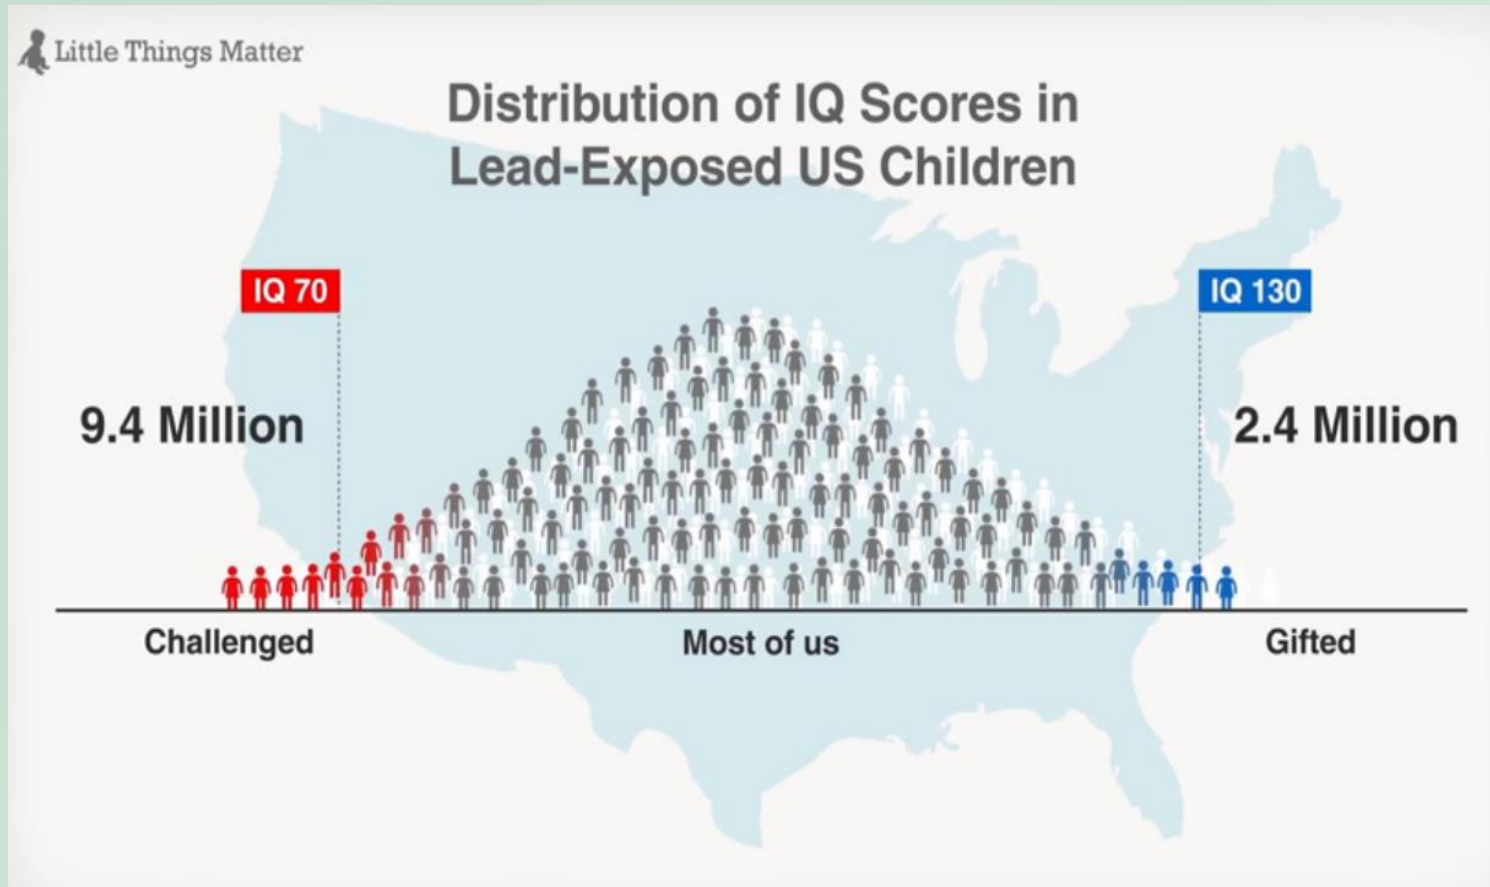 Little Things Matter
Distribution of IQ Scores in
Lead-Exposed US Children
IQ 70
IQ 130
9.4 Million
2.4 Million
Challenged
Most of us
Gifted